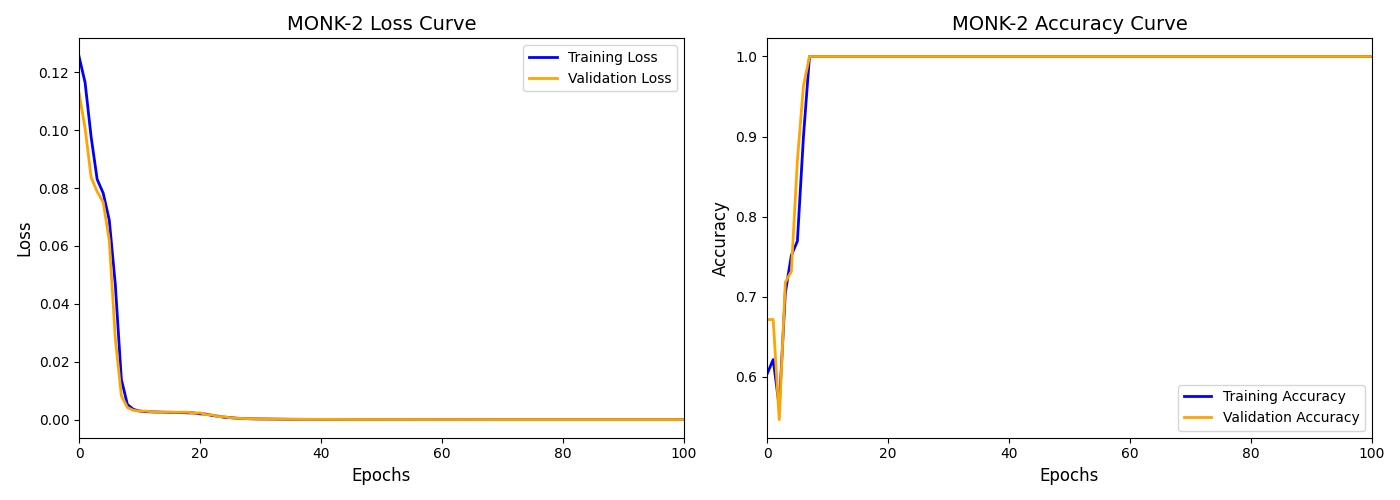 MONK-2 Loss Curve
Training Loss
Validation Loss
0.12
0.10
0.08
0.06
0.04
0.02
0.00
Loss
0 20 40 60 80 100
Epochs
MONK-2 Accuracy Curve
1.0
0.9
0.8
0.7
0.6
Accuracy
Training Accuracy
Validation Accuracy
0 20 40 60 80 100
Epochs